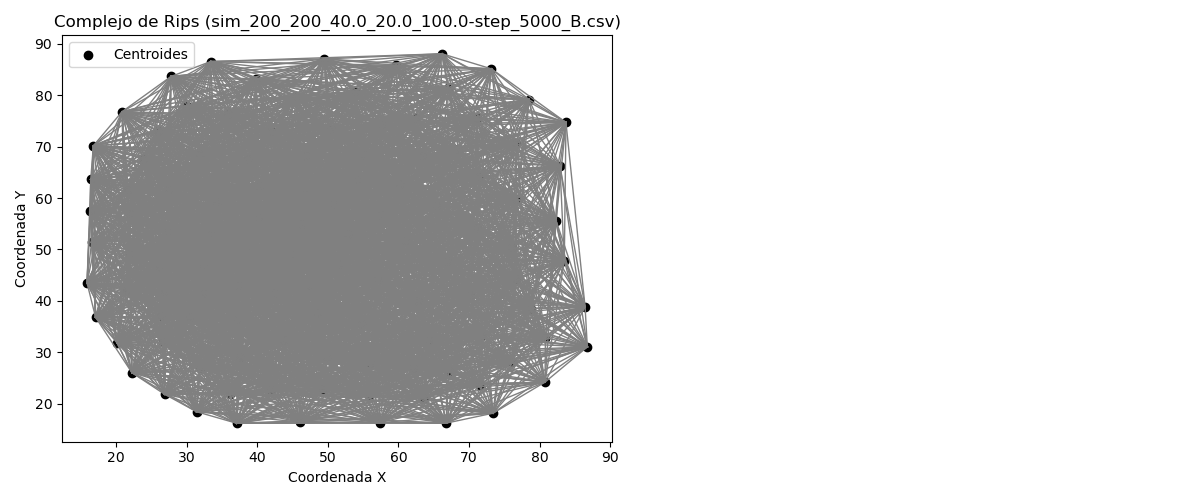 Complejo de Rips (sim_200_200_40.0_20.0_100.0-step_5000_B.csv)
90
80
70
60
50
40
30
20
Centroides
Coordenada Y
20 30 40 50 60 70 80 90
Coordenada X